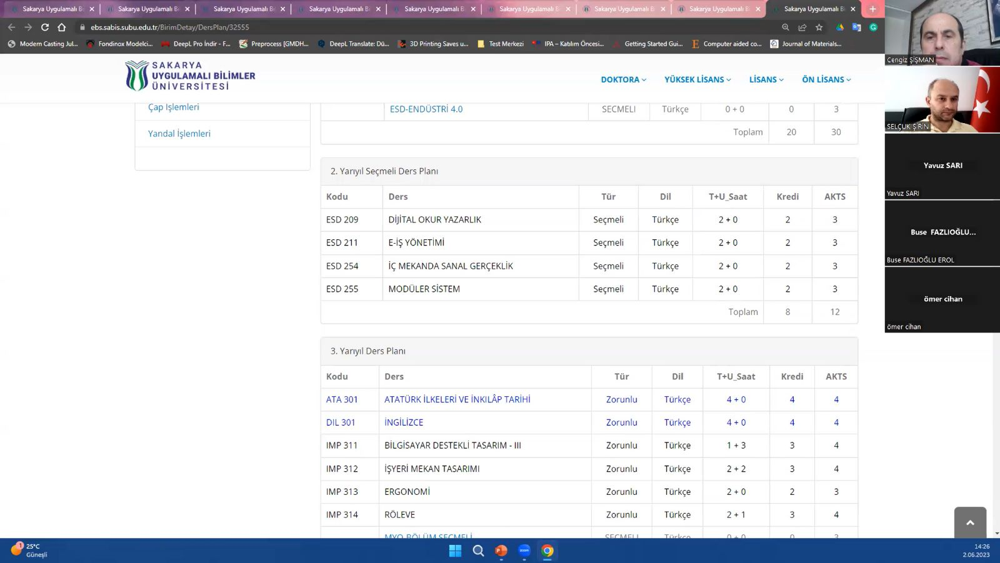 Sakarya Uygulamalı Bi
Sakarya Uygulamalı Bi
Sakarya Uygulamalı Bi
Sakarya Uygulamalı Bi
Sakarya Uygulamalı Bi
Sakarya Uygulamalı Bi
Sakarya Uygulamalı Bi
Sakarya Uygulamalı Bi
Sakarya Uygulamalı Bi
ebs.sabis.subu.edu.tr/BirimDetay/DersPlan/32555
Modern Casting Jul...
Fondinox Modelci...
DeepL Pro İndir - F...
Preprocess [GMDH...
DeepL Translate: Dü...
3D Printing Saves u...
Test Merkezi
IPA – Katılım Öncesi...
Getting Started Gui...
Computer aided co...
Journal of Materials...
SAKARYA
UYGULAMALI BİLİMLER
ÜNİVERSİTESİ
DOKTORA
YÜKSEK LİSANS
LİSANS
ÖN LİSANS
Çap İşlemleri
Yandal İşlemleri
ESD-ENDÜSTRİ 4.0 SECMELI Türkçe 0 + 0 0 3
Toplam 20 30
2. Yarıyıl Seçmeli Ders Planı
Kodu Ders Tür Dil T+U_Saat Kredi AKTS
ESD 209 DİJİTAL OKUR YAZARLIK Seçmeli Türkçe 2 + 0 2 3
ESD 211 E-İŞ YÖNETİMİ Seçmeli Türkçe 2 + 0 2 3
ESD 254 İÇ MEKANDA SANAL GERÇEKLİK Seçmeli Türkçe 2 + 0 2 3
ESD 255 MODÜLER SİSTEM Seçmeli Türkçe 2 + 0 2 3
Toplam 8 12
3. Yarıyıl Ders Planı
Kodu Ders Tür Dil T+U_Saat Kredi AKTS
ATA 301 ATATÜRK İLKELERİ VE İNKILÂP TARİHİ Zorunlu Türkçe 4 + 0 4 4
DIL 301 İNGİLİZCE Zorunlu Türkçe 4 + 0 4 4
IMP 311 BİLGİSAYAR DESTEKLİ TASARIM - III Zorunlu Türkçe 1 + 3 3 4
IMP 312 İŞYERİ MEKAN TASARIMI Zorunlu Türkçe 2 + 2 3 4
IMP 313 ERGONOMİ Zorunlu Türkçe 2 + 0 2 3
IMP 314 RÖLEVE Zorunlu Türkçe 2 + 1 3 4
MYO-BÖLÜM SEÇMELİ SECMELI Türkçe 0 + 0 0 3
Cengiz ŞİŞMAN
SELÇUK ŞİRİN
Yavuz SARI
Yavuz SARI
Buse FAZLIOĞLU...
Buse FAZLIOĞLU EROL
ömer cihan
ömer cihan
1
25°C
Güneşli
zoom
14:26
2.06.2023